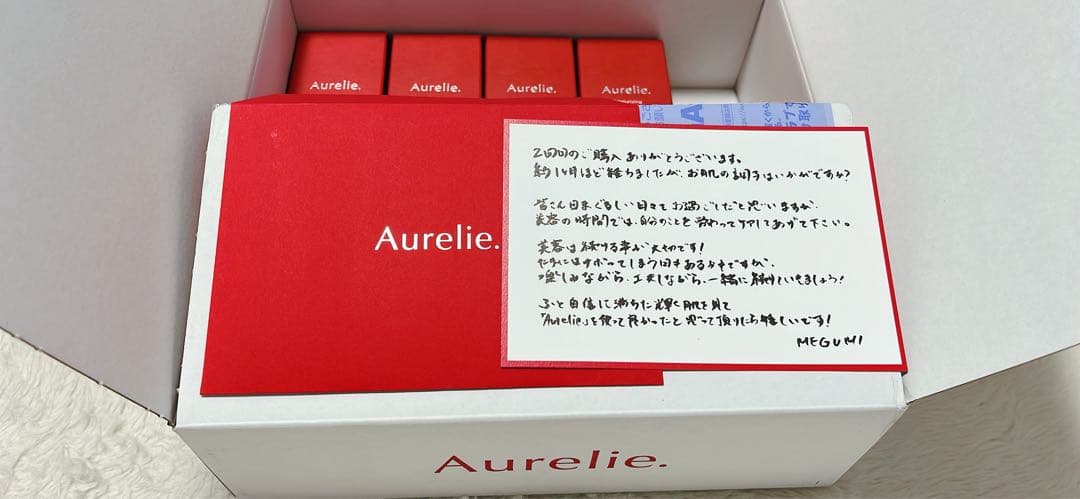 Aurelie.
Aurelie.
Aurelie.
Aurelie.
Aurelie.
2回目のご購入ありがとうございます。
約1ヶ月ほど経ちましたが、お肌の調子はいかがですか?
皆さん目まぐるしい日々でお過ごしだと思いますが、
美容の時間では、自分のことを労わってケアしてあげて下さい。
美容は続ける事が大切です!
たまにはサボってしまう日もある
楽しみながら、工夫しながら、一緒に続けていきましょう!
ふと自信に満ちた輝く肌を見て
「Aurelie」を使って良かったと思って頂けたら嬉しいです!
MEGUMI
Aurelie.